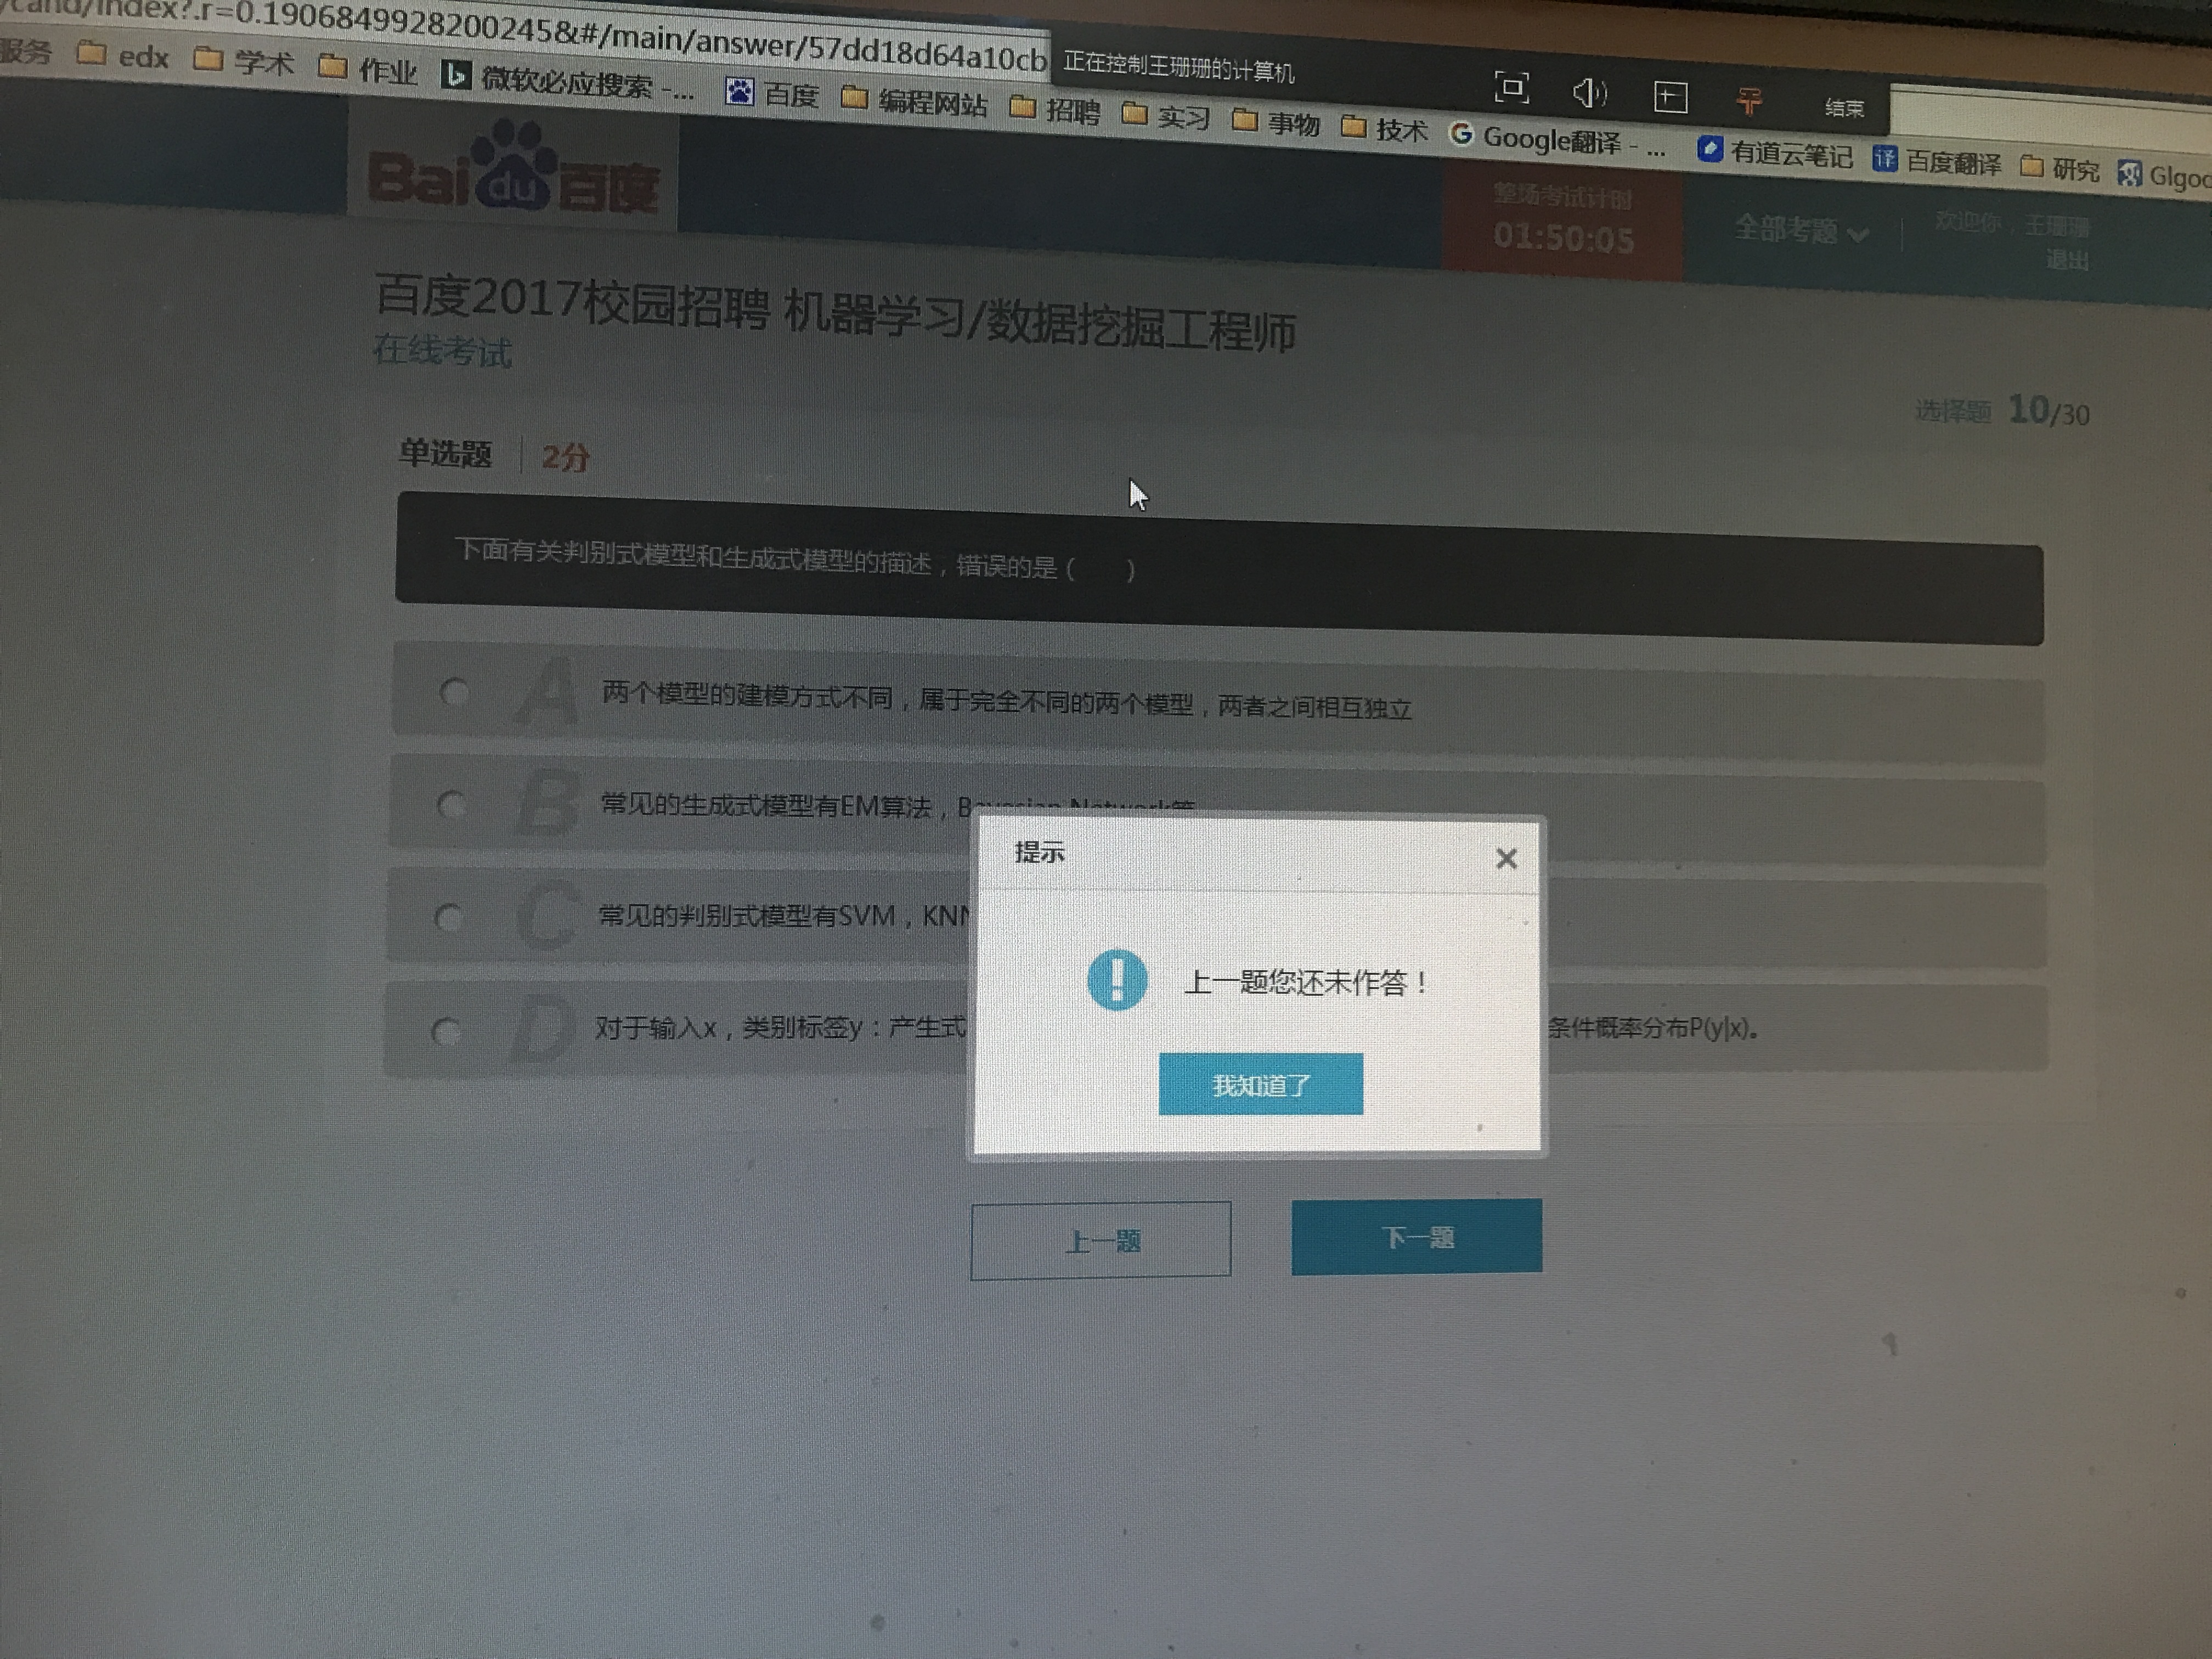 /cand/index?.r=0.19068499282002458&#/main/answer/57dd18d64a10cb
正在控制王珊珊的计算机
结束
服务 edx 学术 作业 微软必应搜索 -... 百度 编程网站 招聘 实习 事物 技术 Google翻译 - ... 有道云笔记 百度翻译 研究
Bai du 百度
整场考试计时
01:50:05
全部考题
欢迎你，王珊珊
退出
百度2017校园招聘 机器学习/数据挖掘工程师
在线考试
选择题 10/30
单选题 2分
下面有关判别式模型和生成式模型的描述，错误的是（ ）
A 两个模型的建模方式不同，属于完全不同的两个模型，两者之间相互独立
B 常见的生成式模型有EM算法，Bayesian Network等
C 常见的判别式模型有SVM，KNN
D 对于输入x，类别标签y：产生式 条件概率分布P(y|x)。
提示
上一题您还未作答！
我知道了
上一题
下一题